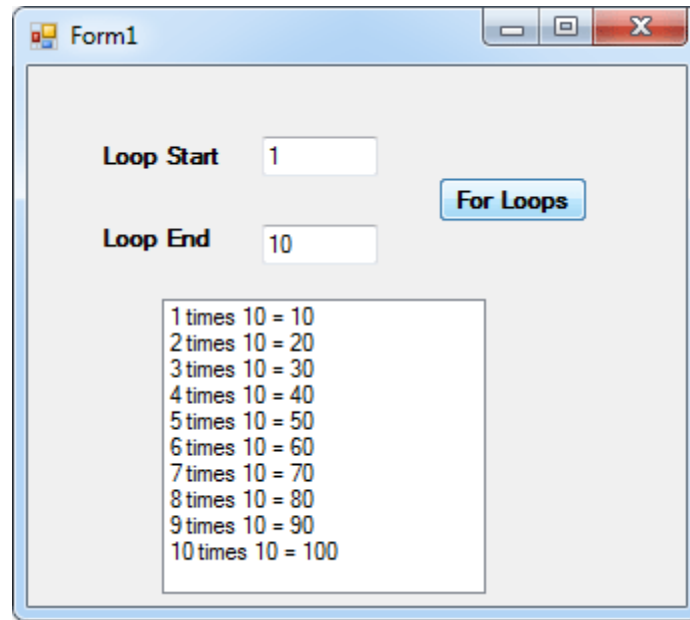 Form1
Loop Start 1
For Loops
Loop End 10
1 times 10 = 10
2 times 10 = 20
3 times 10 = 30
4 times 10 = 40
5 times 10 = 50
6 times 10 = 60
7 times 10 = 70
8 times 10 = 80
9 times 10 = 90
10 times 10 = 100